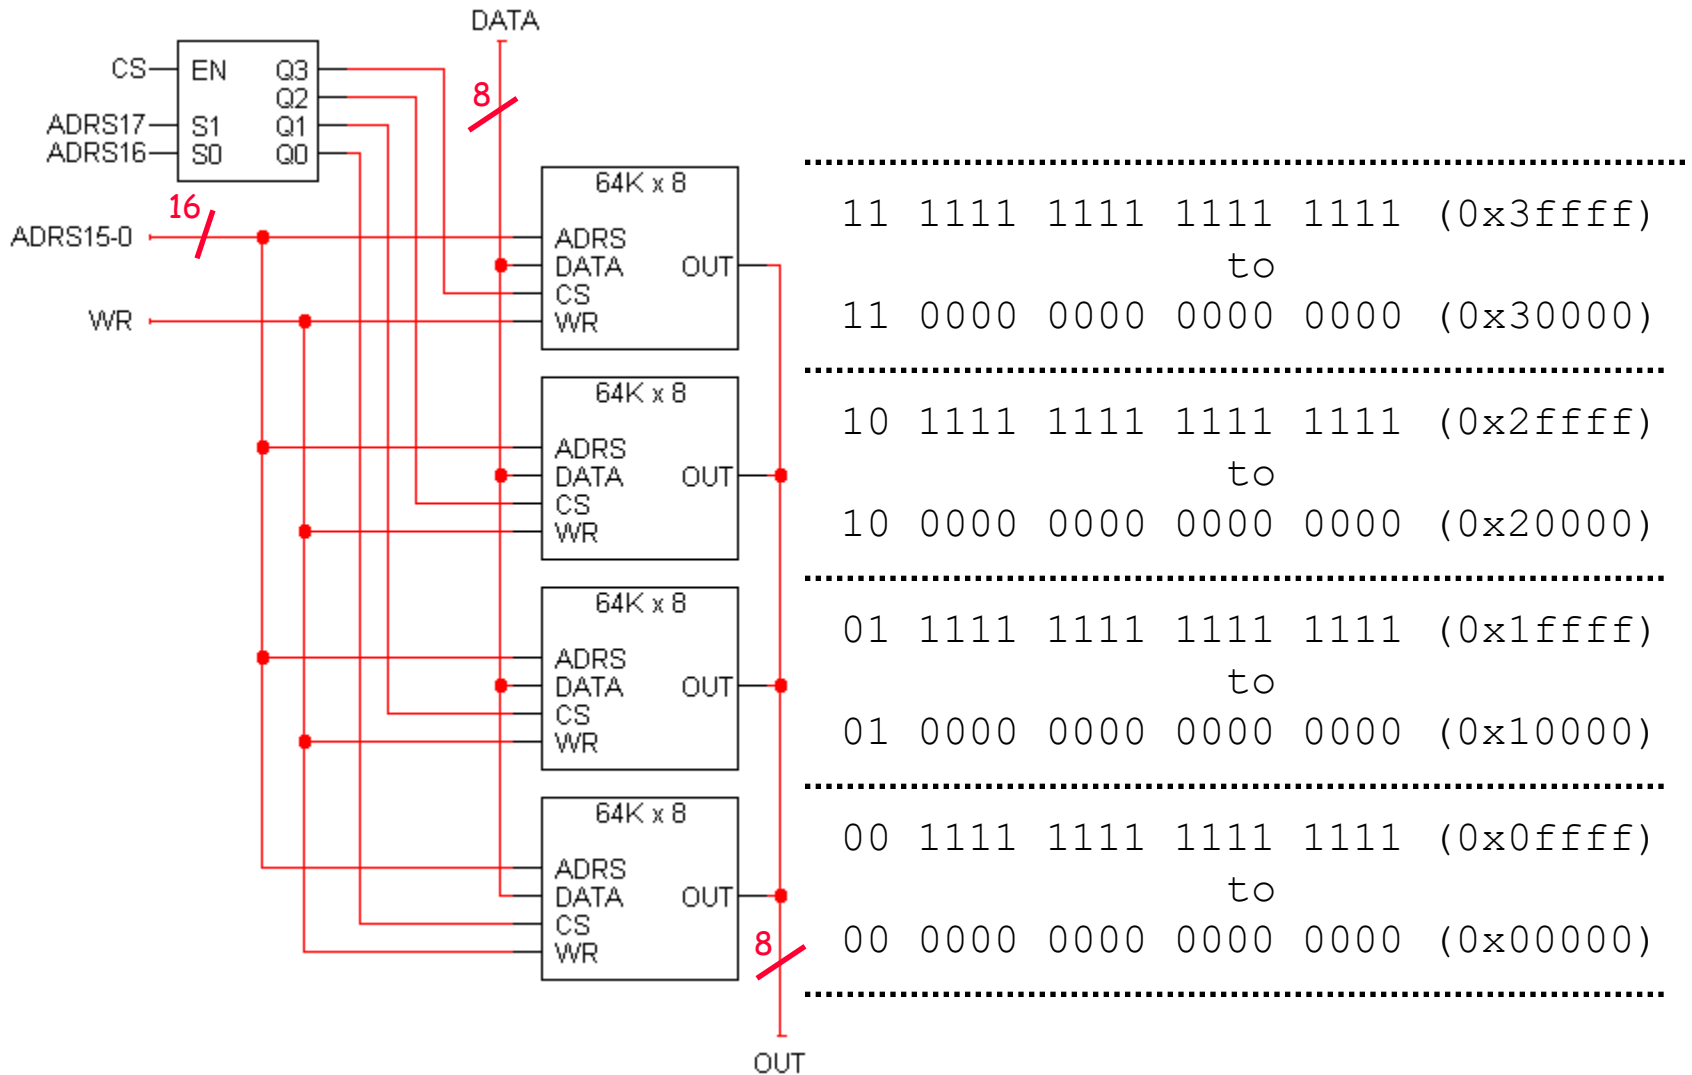 DATA
CS
EN Q3
Q2
ADRS17
S1 Q1
ADRS16
S0 Q0
8
16
ADRS15-0
WR
64K x 8
ADRS
DATA OUT
CS
WR
64K x 8
ADRS
DATA OUT
CS
WR
64K x 8
ADRS
DATA OUT
CS
WR
64K x 8
ADRS
DATA OUT
CS
WR
8
OUT
11 1111 1111 1111 1111 (0x3ffff)
to
11 0000 0000 0000 0000 (0x30000)
10 1111 1111 1111 1111 (0x2ffff)
to
10 0000 0000 0000 0000 (0x20000)
01 1111 1111 1111 1111 (0x1ffff)
to
01 0000 0000 0000 0000 (0x10000)
00 1111 1111 1111 1111 (0x0ffff)
to
00 0000 0000 0000 0000 (0x00000)